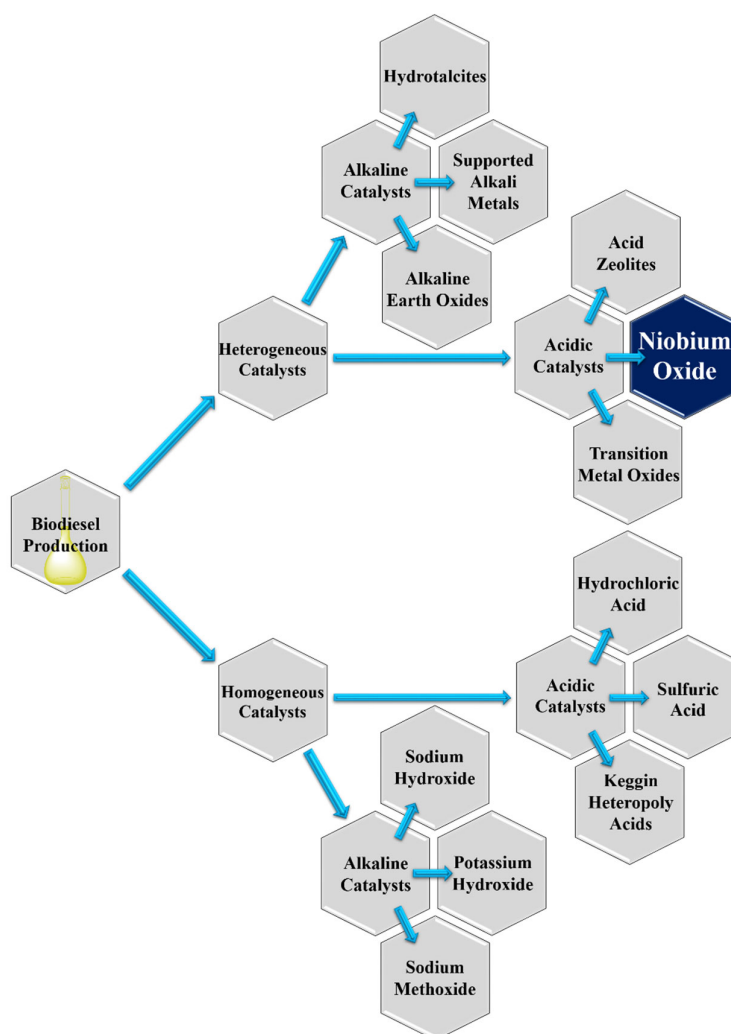 Hydrotalcites
Alkaline
Catalysts
Supported
Alkali
Metals
Alkaline
Earth Oxides
Acid
Zeolites
Heterogeneous
Catalysts
Acidic
Catalysts
Niobium
Oxide
Transition
Metal Oxides
Biodiesel
Production
Hydrochloric
Acid
Homogeneous
Catalysts
Acidic
Catalysts
Sulfuric
Acid
Keggin
Heteropoly
Acids
Sodium
Hydroxide
Alkaline
Catalysts
Potassium
Hydroxide
Sodium
Methoxide